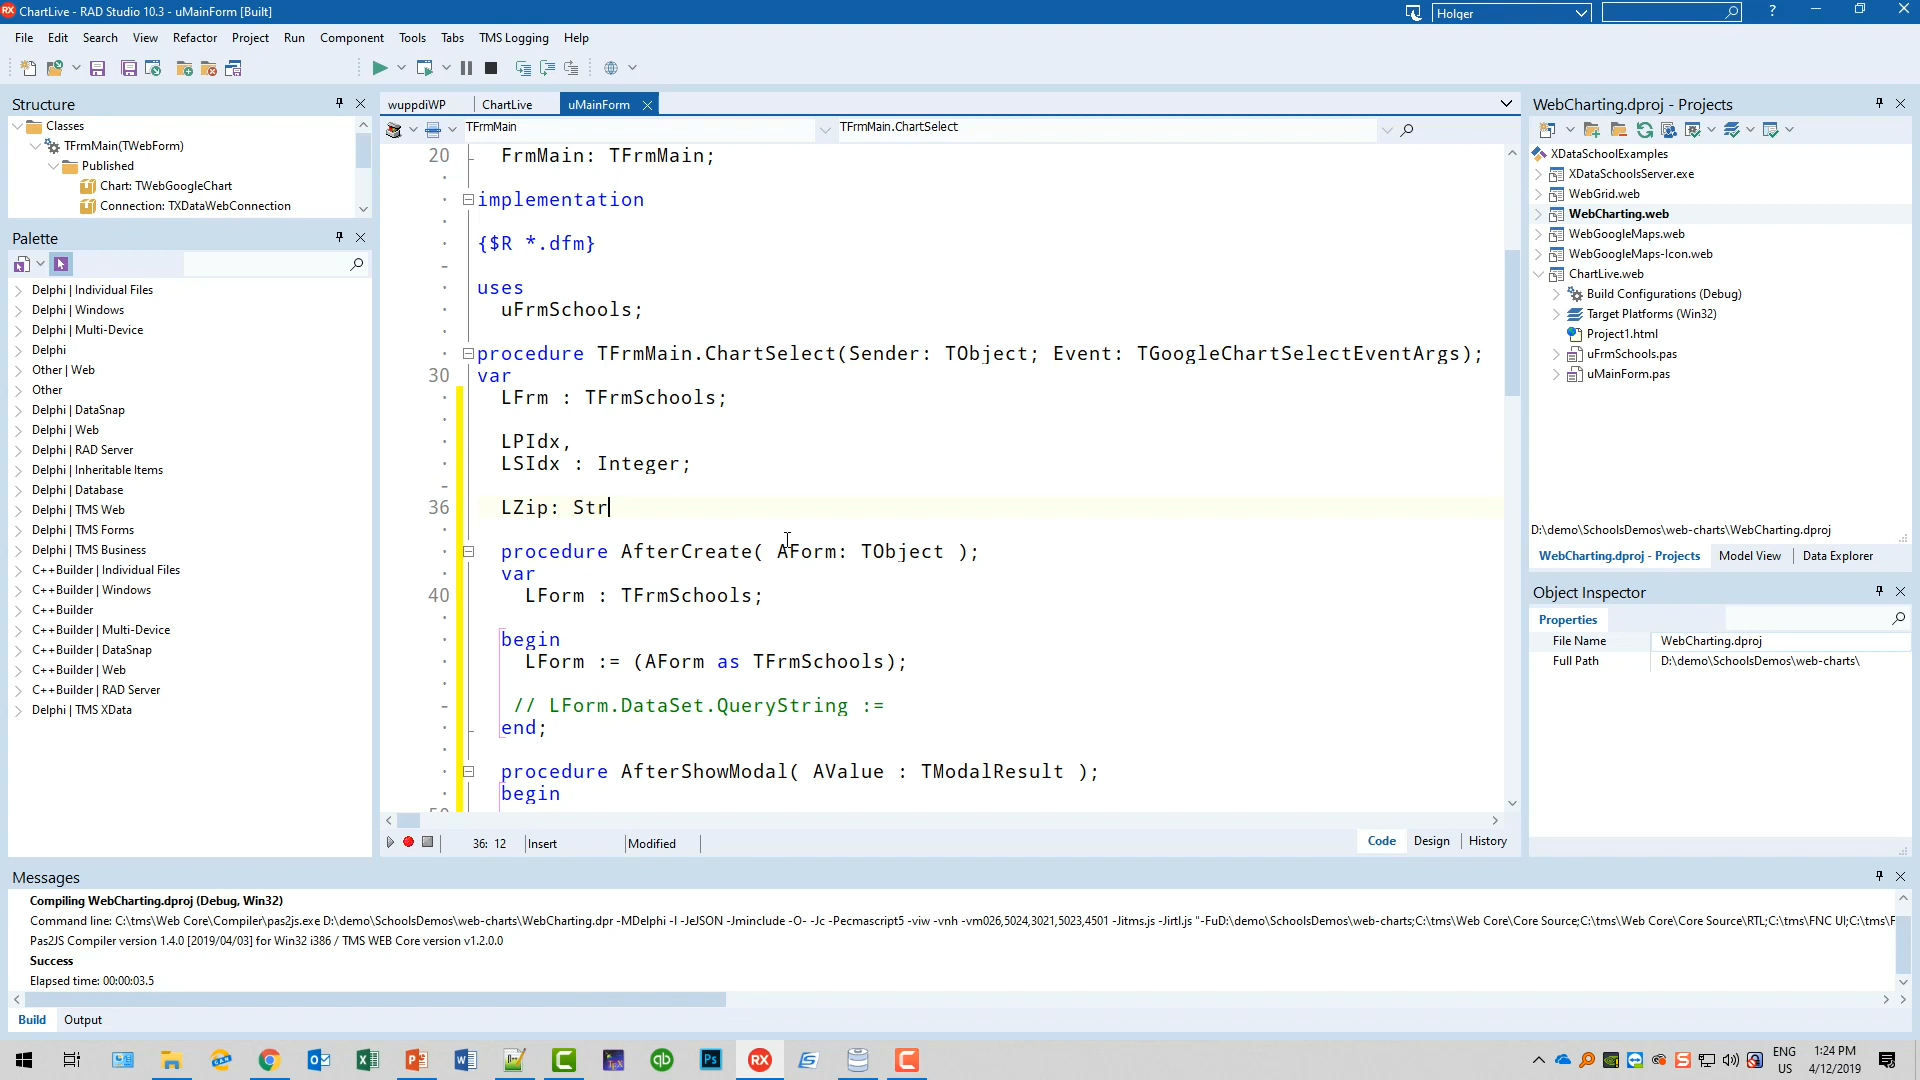 RX ChartLive - RAD Studio 10.3 - uMainForm [Built]
Holger
?
File Edit Search View Refactor Project Run Component Tools Tabs TMS Logging Help
Structure
Classes
TFrmMain(TWebForm)
Published
Chart: TWebGoogleChart
Connection: TXDataWebConnection
Palette
Delphi | Individual Files
Delphi | Windows
Delphi | Multi-Device
Delphi
Other | Web
Other
Delphi | DataSnap
Delphi | Web
Delphi | RAD Server
Delphi | Inheritable Items
Delphi | Database
Delphi | TMS Web
Delphi | TMS Forms
Delphi | TMS Business
C++Builder | Individual Files
C++Builder | Windows
C++Builder
C++Builder | Multi-Device
C++Builder | DataSnap
C++Builder | Web
C++Builder | RAD Server
Delphi | TMS XData
wuppdiWP ChartLive uMainForm
TFrmMain TFrmMain.ChartSelect
20 FrmMain: TFrmMain;
implementation
{$R *.dfm}
uses
uFrmSchools;
procedure TFrmMain.ChartSelect(Sender: TObject; Event: TGoogleChartSelectEventArgs);
30 var
LFrm : TFrmSchools;
LPIdx,
LSIdx : Integer;
36 LZip: Str
procedure AfterCreate( AForm: TObject );
var
40 LForm : TFrmSchools;
begin
LForm := (AForm as TFrmSchools);
// LForm.DataSet.QueryString :=
end;
procedure AfterShowModal( AValue : TModalResult );
begin
36: 12 Insert Modified
Code Design History
WebCharting.dproj - Projects
XDataSchoolExamples
XDataSchoolsServer.exe
WebGrid.web
WebCharting.web
WebGoogleMaps.web
WebGoogleMaps-Icon.web
ChartLive.web
Build Configurations (Debug)
Target Platforms (Win32)
Project1.html
uFrmSchools.pas
uMainForm.pas
D:\demo\SchoolsDemos\web-charts\WebCharting.dproj
WebCharting.dproj - Projects Model View Data Explorer
Object Inspector
Properties
File Name WebCharting.dproj
Full Path D:\demo\SchoolsDemos\web-charts\
Messages
Compiling WebCharting.dproj (Debug, Win32)
Command line: C:\tms\Web Core\Compiler\pas2js.exe D:\demo\SchoolsDemos\web-charts\WebCharting.dpr -MDelphi -l -JeJSON -Jminclude -O- -Jc -Pecmascript5 -viw -vnh -vm026,5024,3021,5023,4501 -Jitms.js -Jirtl.js "-FuD:\demo\SchoolsDemos\web-charts;C:\tms\Web Core\Core Source;C:\tms\Web Core\Core Source\RTL;C:\tms\FNC UI;C:\tms\F
Pas2JS Compiler version 1.4.0 [2019/04/03] for Win32 i386 / TMS WEB Core version v1.2.0.0
Success
Elapsed time: 00:00:03.5
Build Output
ENG
US
1:24 PM
4/12/2019